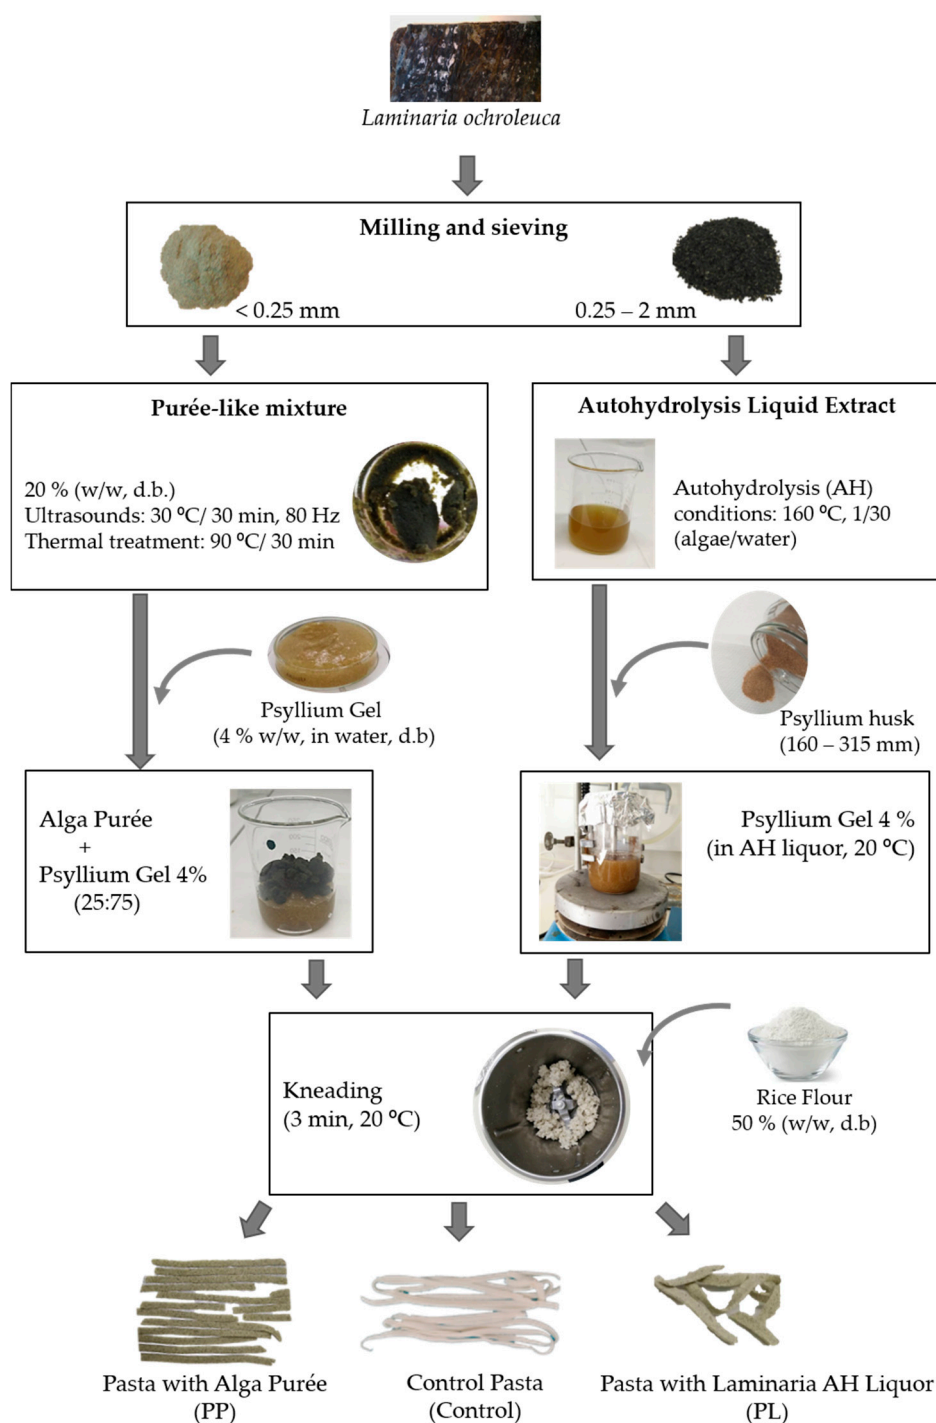 Laminaria ochroleuca
Milling and sieving
< 0.25 mm
0.25 – 2 mm
Purée-like mixture
20 % (w/w, d.b.)
Ultrasounds: 30 ºC/ 30 min, 80 Hz
Thermal treatment: 90 ºC/ 30 min
Autohydrolysis Liquid Extract
Autohydrolysis (AH)
conditions: 160 ºC, 1/30
(algae/water)
Psyllium Gel
(4 % w/w, in water, d.b)
Psyllium husk
(160 – 315 mm)
Alga Purée
+
Psyllium Gel 4%
(25:75)
Psyllium Gel 4 %
(in AH liquor, 20 ºC)
Kneading
(3 min, 20 ºC)
Rice Flour
50 % (w/w, d.b)
Pasta with Alga Purée
(PP)
Control Pasta
(Control)
Pasta with Laminaria AH Liquor
(PL)